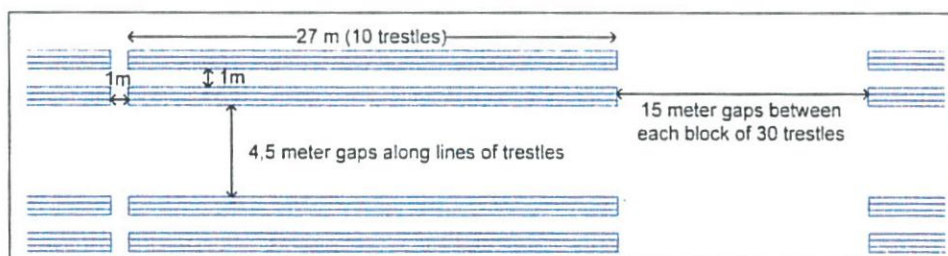 27 m (10 trestles)
1m
1m
15 meter gaps between
each block of 30 trestles
4,5 meter gaps along lines of trestles